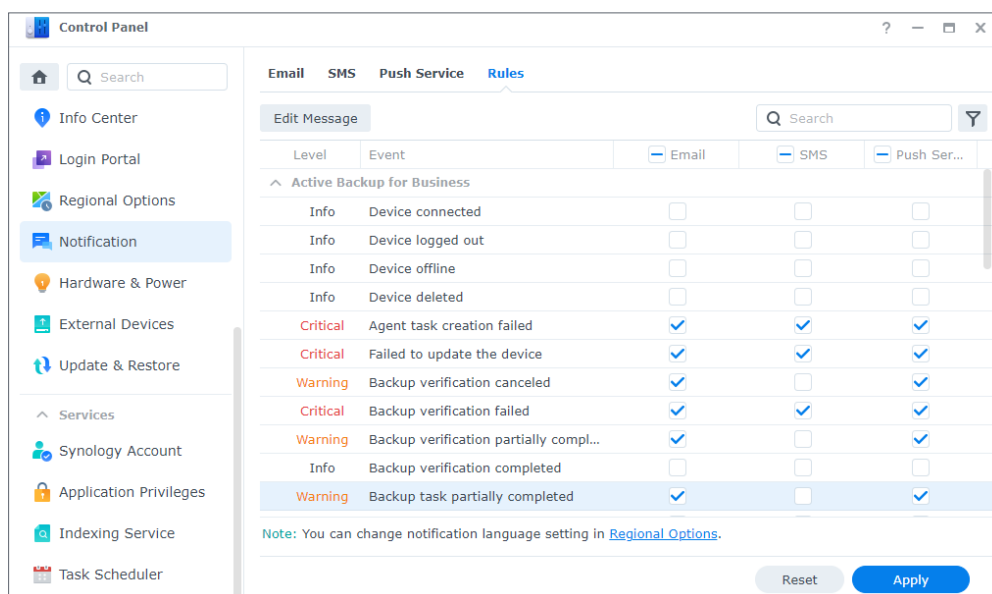 Control Panel
Search
Info Center
Login Portal
Regional Options
Notification
Hardware & Power
External Devices
Update & Restore
Services
Synology Account
Application Privileges
Indexing Service
Task Scheduler
Email SMS Push Service Rules
Edit Message Search
Level Event Email SMS Push Ser...
Active Backup for Business
Info Device connected
Info Device logged out
Info Device offline
Info Device deleted
Critical Agent task creation failed
Critical Failed to update the device
Warning Backup verification canceled
Critical Backup verification failed
Warning Backup verification partially compl...
Info Backup verification completed
Warning Backup task partially completed
Note: You can change notification language setting in Regional Options.
Reset Apply